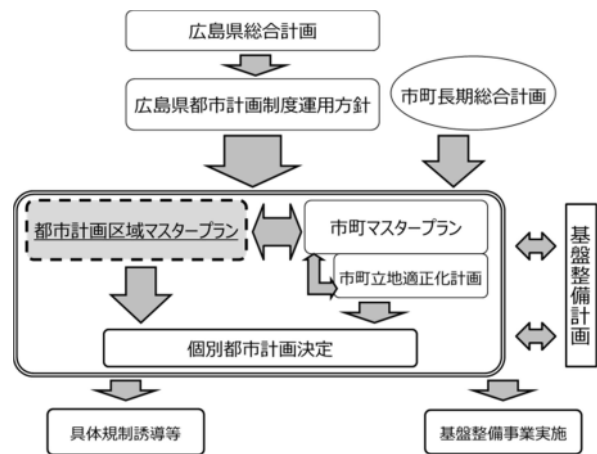 広島県総合計画
広島県都市計画制度運用方針
市町長期総合計画
都市計画区域マスタープラン
市町マスタープラン
市町立地適正化計画
基盤整備計画
個別都市計画決定
具体規制誘導等
基盤整備事業実施